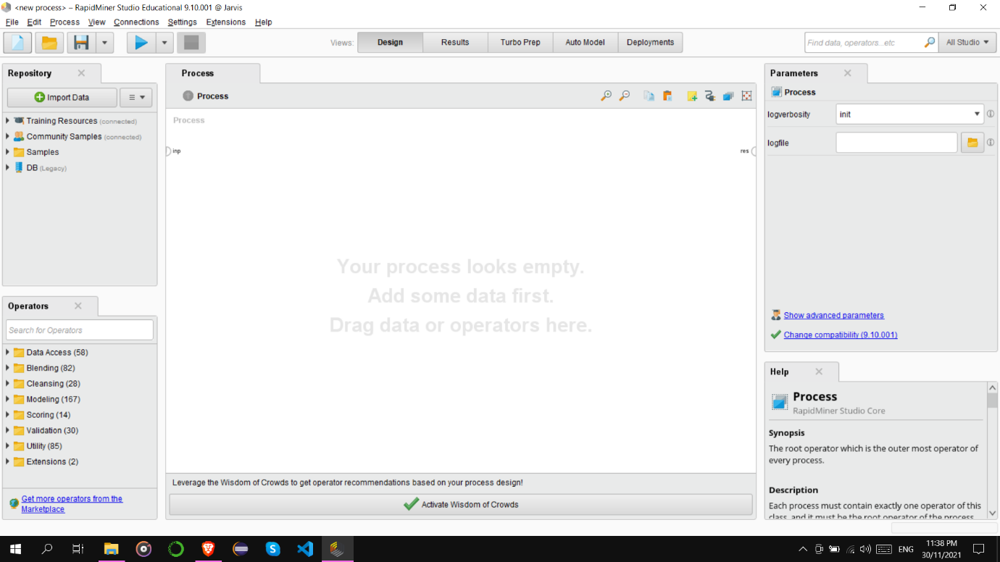 <new process> – RapidMiner Studio Educational 9.10.001 @ Jarvis
File Edit Process View Connections Settings Extensions Help
Views: Design Results Turbo Prep Auto Model Deployments
Find data, operators...etc
All Studio
Repository
Import Data
Training Resources (connected)
Community Samples (connected)
Samples
DB (Legacy)
Operators
Search for Operators
Data Access (58)
Blending (82)
Cleansing (28)
Modeling (167)
Scoring (14)
Validation (30)
Utility (85)
Extensions (2)
Get more operators from the
Marketplace
Process
Process
Process
inp
res
Your process looks empty.
Add some data first.
Drag data or operators here.
Leverage the Wisdom of Crowds to get operator recommendations based on your process design!
Activate Wisdom of Crowds
Parameters
Process
logverbosity
init
logfile
Show advanced parameters
Change compatibility (9.10.001)
Help
Process
RapidMiner Studio Core
Synopsis
The root operator which is the outer most operator of
every process.
Description
Each process must contain exactly one operator of this
class, and it must be the root operator of the process.
ENG
11:38 PM
30/11/2021